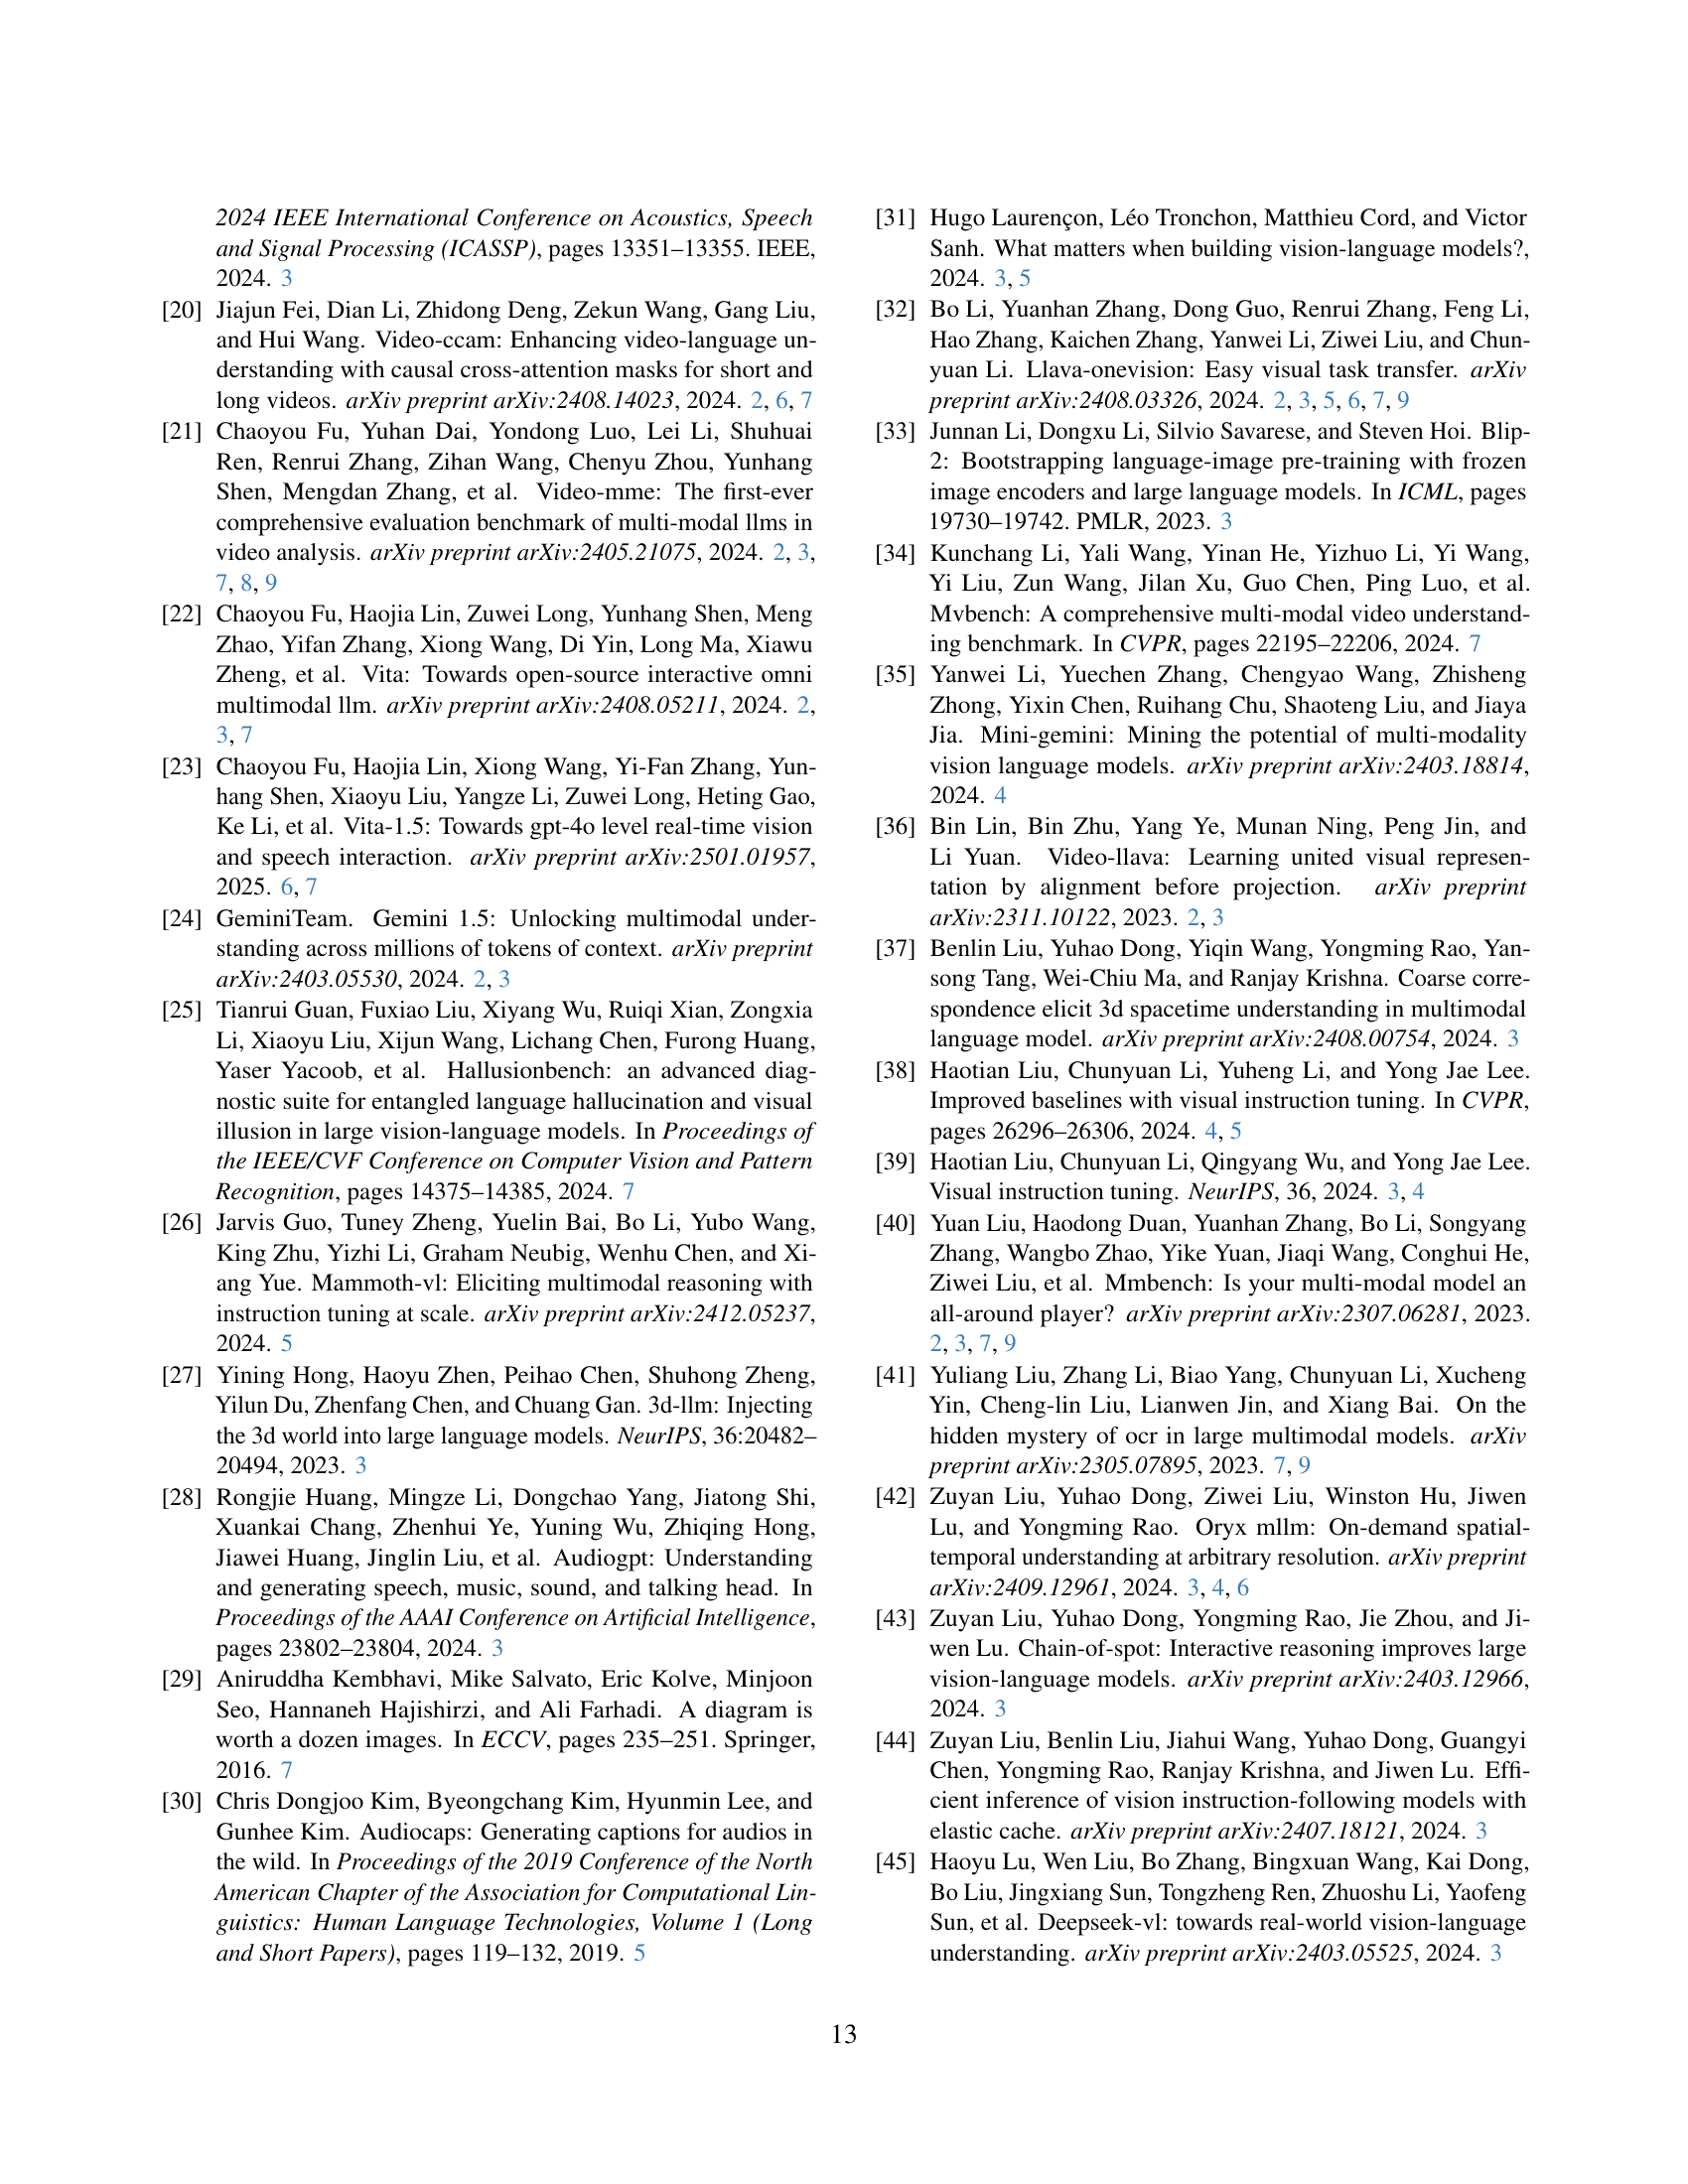 2024 IEEE International Conference on Acoustics, Speech
and Signal Processing (ICASSP), pages 13351–13355. IEEE,
2024. 3
[20] Jiajun Fei, Dian Li, Zhidong Deng, Zekun Wang, Gang Liu,
and Hui Wang. Video-ccam: Enhancing video-language un-
derstanding with causal cross-attention masks for short and
long videos. arXiv preprint arXiv:2408.14023, 2024. 2, 6, 7
[21] Chaoyou Fu, Yuhan Dai, Yondong Luo, Lei Li, Shuhuai
Ren, Renrui Zhang, Zihan Wang, Chenyu Zhou, Yunhang
Shen, Mengdan Zhang, et al. Video-mme: The first-ever
comprehensive evaluation benchmark of multi-modal llms in
video analysis. arXiv preprint arXiv:2405.21075, 2024. 2, 3,
7, 8, 9
[22] Chaoyou Fu, Haojia Lin, Zuwei Long, Yunhang Shen, Meng
Zhao, Yifan Zhang, Xiong Wang, Di Yin, Long Ma, Xiawu
Zheng, et al. Vita: Towards open-source interactive omni
multimodal llm. arXiv preprint arXiv:2408.05211, 2024. 2,
3, 7
[23] Chaoyou Fu, Haojia Lin, Xiong Wang, Yi-Fan Zhang, Yun-
hang Shen, Xiaoyu Liu, Yangze Li, Zuwei Long, Heting Gao,
Ke Li, et al. Vita-1.5: Towards gpt-4o level real-time vision
and speech interaction. arXiv preprint arXiv:2501.01957,
2025. 6, 7
[24] GeminiTeam. Gemini 1.5: Unlocking multimodal under-
standing across millions of tokens of context. arXiv preprint
arXiv:2403.05530, 2024. 2, 3
[25] Tianrui Guan, Fuxiao Liu, Xiyang Wu, Ruiqi Xian, Zongxia
Li, Xiaoyu Liu, Xijun Wang, Lichang Chen, Furong Huang,
Yaser Yacoob, et al. Hallusionbench: an advanced diag-
nostic suite for entangled language hallucination and visual
illusion in large vision-language models. In Proceedings of
the IEEE/CVF Conference on Computer Vision and Pattern
Recognition, pages 14375–14385, 2024. 7
[26] Jarvis Guo, Tuney Zheng, Yuelin Bai, Bo Li, Yubo Wang,
King Zhu, Yizhi Li, Graham Neubig, Wenhu Chen, and Xi-
ang Yue. Mammoth-vl: Eliciting multimodal reasoning with
instruction tuning at scale. arXiv preprint arXiv:2412.05237,
2024. 5
[27] Yining Hong, Haoyu Zhen, Peihao Chen, Shuhong Zheng,
Yilun Du, Zhenfang Chen, and Chuang Gan. 3d-llm: Injecting
the 3d world into large language models. NeurIPS, 36:20482–
20494, 2023. 3
[28] Rongjie Huang, Mingze Li, Dongchao Yang, Jiatong Shi,
Xuankai Chang, Zhenhui Ye, Yuning Wu, Zhiqing Hong,
Jiawei Huang, Jinglin Liu, et al. Audiogpt: Understanding
and generating speech, music, sound, and talking head. In
Proceedings of the AAAI Conference on Artificial Intelligence,
pages 23802–23804, 2024. 3
[29] Aniruddha Kembhavi, Mike Salvato, Eric Kolve, Minjoon
Seo, Hannaneh Hajishirzi, and Ali Farhadi. A diagram is
worth a dozen images. In ECCV, pages 235–251. Springer,
2016. 7
[30] Chris Dongjoo Kim, Byeongchang Kim, Hyunmin Lee, and
Gunhee Kim. Audiocaps: Generating captions for audios in
the wild. In Proceedings of the 2019 Conference of the North
American Chapter of the Association for Computational Lin-
guistics: Human Language Technologies, Volume 1 (Long
and Short Papers), pages 119–132, 2019. 5
[31] Hugo Laurençon, Léo Tronchon, Matthieu Cord, and Victor
Sanh. What matters when building vision-language models?,
2024. 3, 5
[32] Bo Li, Yuanhan Zhang, Dong Guo, Renrui Zhang, Feng Li,
Hao Zhang, Kaichen Zhang, Yanwei Li, Ziwei Liu, and Chun-
yuan Li. Llava-onevision: Easy visual task transfer. arXiv
preprint arXiv:2408.03326, 2024. 2, 3, 5, 6, 7, 9
[33] Junnan Li, Dongxu Li, Silvio Savarese, and Steven Hoi. Blip-
2: Bootstrapping language-image pre-training with frozen
image encoders and large language models. In ICML, pages
19730–19742. PMLR, 2023. 3
[34] Kunchang Li, Yali Wang, Yinan He, Yizhuo Li, Yi Wang,
Yi Liu, Zun Wang, Jilan Xu, Guo Chen, Ping Luo, et al.
Mvbench: A comprehensive multi-modal video understand-
ing benchmark. In CVPR, pages 22195–22206, 2024. 7
[35] Yanwei Li, Yuechen Zhang, Chengyao Wang, Zhisheng
Zhong, Yixin Chen, Ruihang Chu, Shaoteng Liu, and Jiaya
Jia. Mini-gemini: Mining the potential of multi-modality
vision language models. arXiv preprint arXiv:2403.18814,
2024. 4
[36] Bin Lin, Bin Zhu, Yang Ye, Munan Ning, Peng Jin, and
Li Yuan. Video-llava: Learning united visual represen-
tation by alignment before projection. arXiv preprint
arXiv:2311.10122, 2023. 2, 3
[37] Benlin Liu, Yuhao Dong, Yiqin Wang, Yongming Rao, Yan-
song Tang, Wei-Chiu Ma, and Ranjay Krishna. Coarse corre-
spondence elicit 3d spacetime understanding in multimodal
language model. arXiv preprint arXiv:2408.00754, 2024. 3
[38] Haotian Liu, Chunyuan Li, Yuheng Li, and Yong Jae Lee.
Improved baselines with visual instruction tuning. In CVPR,
pages 26296–26306, 2024. 4, 5
[39] Haotian Liu, Chunyuan Li, Qingyang Wu, and Yong Jae Lee.
Visual instruction tuning. NeurIPS, 36, 2024. 3, 4
[40] Yuan Liu, Haodong Duan, Yuanhan Zhang, Bo Li, Songyang
Zhang, Wangbo Zhao, Yike Yuan, Jiaqi Wang, Conghui He,
Ziwei Liu, et al. Mmbench: Is your multi-modal model an
all-around player? arXiv preprint arXiv:2307.06281, 2023.
2, 3, 7, 9
[41] Yuliang Liu, Zhang Li, Biao Yang, Chunyuan Li, Xucheng
Yin, Cheng-lin Liu, Lianwen Jin, and Xiang Bai. On the
hidden mystery of ocr in large multimodal models. arXiv
preprint arXiv:2305.07895, 2023. 7, 9
[42] Zuyan Liu, Yuhao Dong, Ziwei Liu, Winston Hu, Jiwen
Lu, and Yongming Rao. Oryx mllm: On-demand spatial-
temporal understanding at arbitrary resolution. arXiv preprint
arXiv:2409.12961, 2024. 3, 4, 6
[43] Zuyan Liu, Yuhao Dong, Yongming Rao, Jie Zhou, and Ji-
wen Lu. Chain-of-spot: Interactive reasoning improves large
vision-language models. arXiv preprint arXiv:2403.12966,
2024. 3
[44] Zuyan Liu, Benlin Liu, Jiahui Wang, Yuhao Dong, Guangyi
Chen, Yongming Rao, Ranjay Krishna, and Jiwen Lu. Effi-
cient inference of vision instruction-following models with
elastic cache. arXiv preprint arXiv:2407.18121, 2024. 3
[45] Haoyu Lu, Wen Liu, Bo Zhang, Bingxuan Wang, Kai Dong,
Bo Liu, Jingxiang Sun, Tongzheng Ren, Zhuoshu Li, Yaofeng
Sun, et al. Deepseek-vl: towards real-world vision-language
understanding. arXiv preprint arXiv:2403.05525, 2024. 3
13